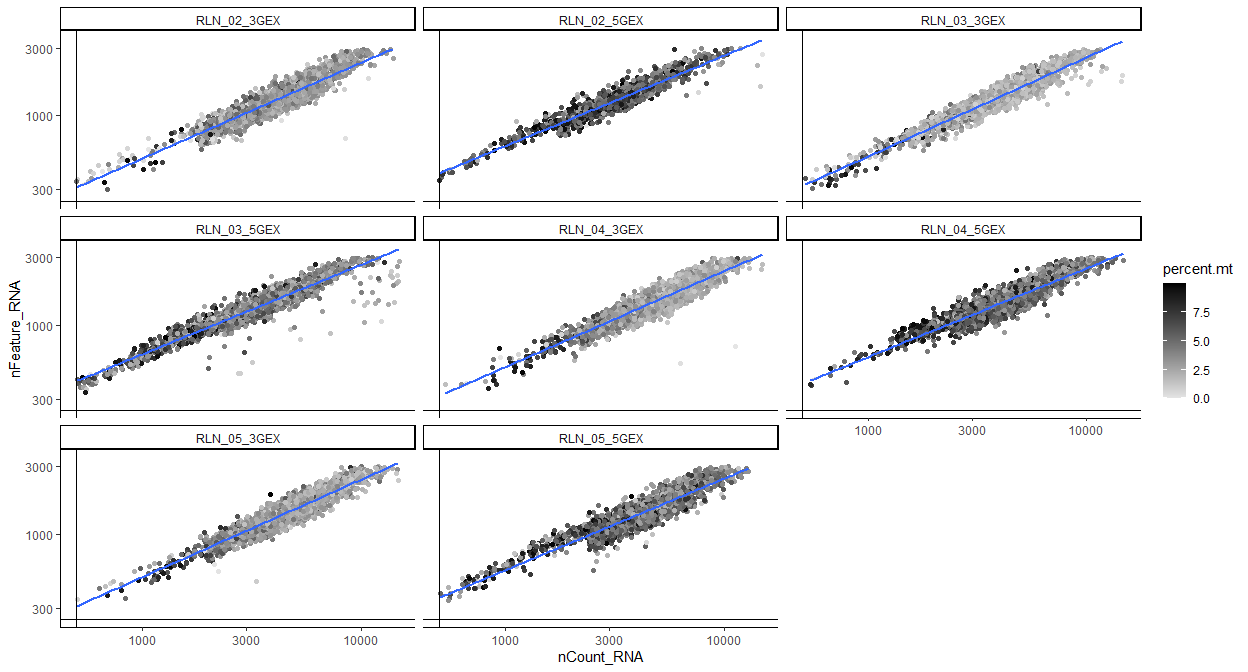 RLN_02_3GEX RLN_02_5GEX RLN_03_3GEX
3000
1000
300
RLN_03_5GEX RLN_04_3GEX RLN_04_5GEX
3000
1000
300
1000 3000 10000
RLN_05_3GEX RLN_05_5GEX
3000
1000
300
1000 3000 10000 1000 3000 10000
nCount_RNA
nFeature_RNA
percent.mt
7.5
5.0
2.5
0.0